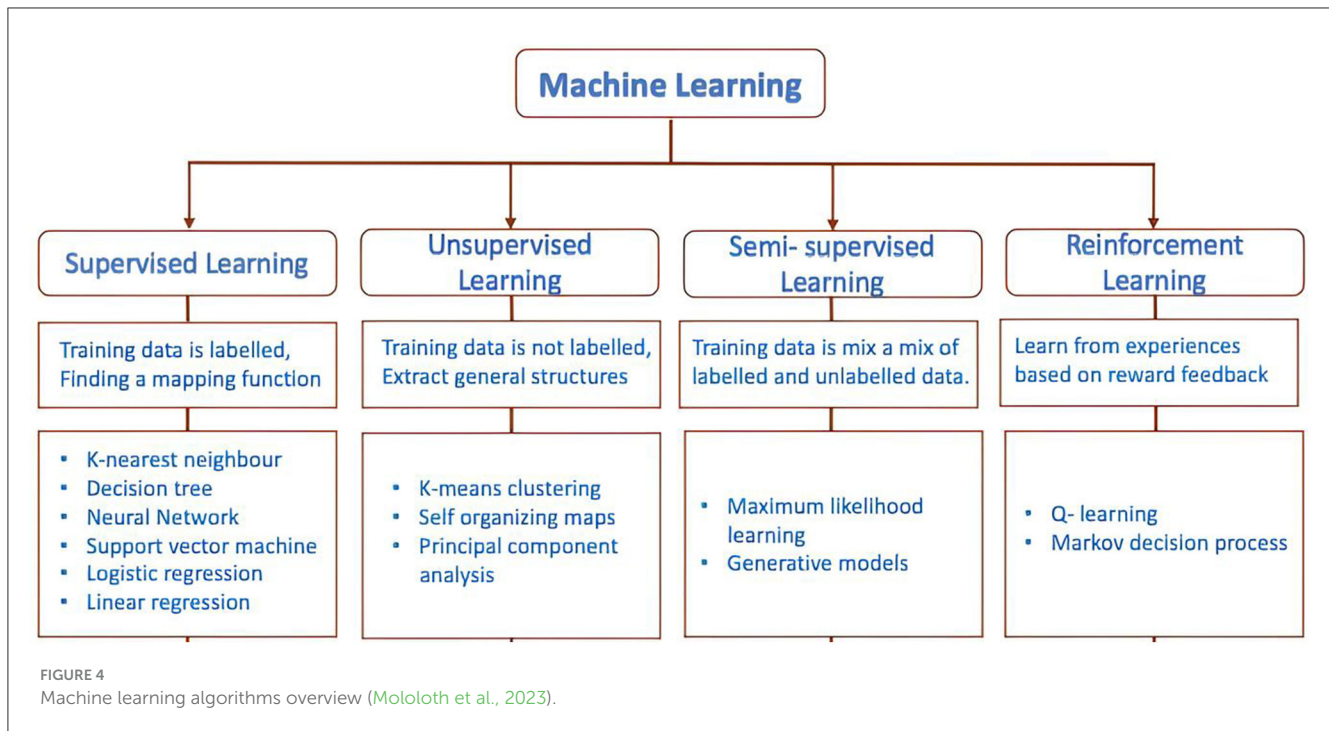 Machine Learning
Supervised Learning
Training data is labelled,
Finding a mapping function
▪ K-nearest neighbour
▪ Decision tree
▪ Neural Network
▪ Support vector machine
▪ Logistic regression
▪ Linear regression
Unsupervised
Learning
Training data is not labelled,
Extract general structures
▪ K-means clustering
▪ Self organizing maps
▪ Principal component
analysis
Semi- supervised
Learning
Training data is mix a mix of
labelled and unlabelled data.
▪ Maximum likelihood
learning
▪ Generative models
Reinforcement
Learning
Learn from experiences
based on reward feedback
▪ Q- learning
▪ Markov decision process
FIGURE 4
Machine learning algorithms overview (Mololoth et al., 2023).